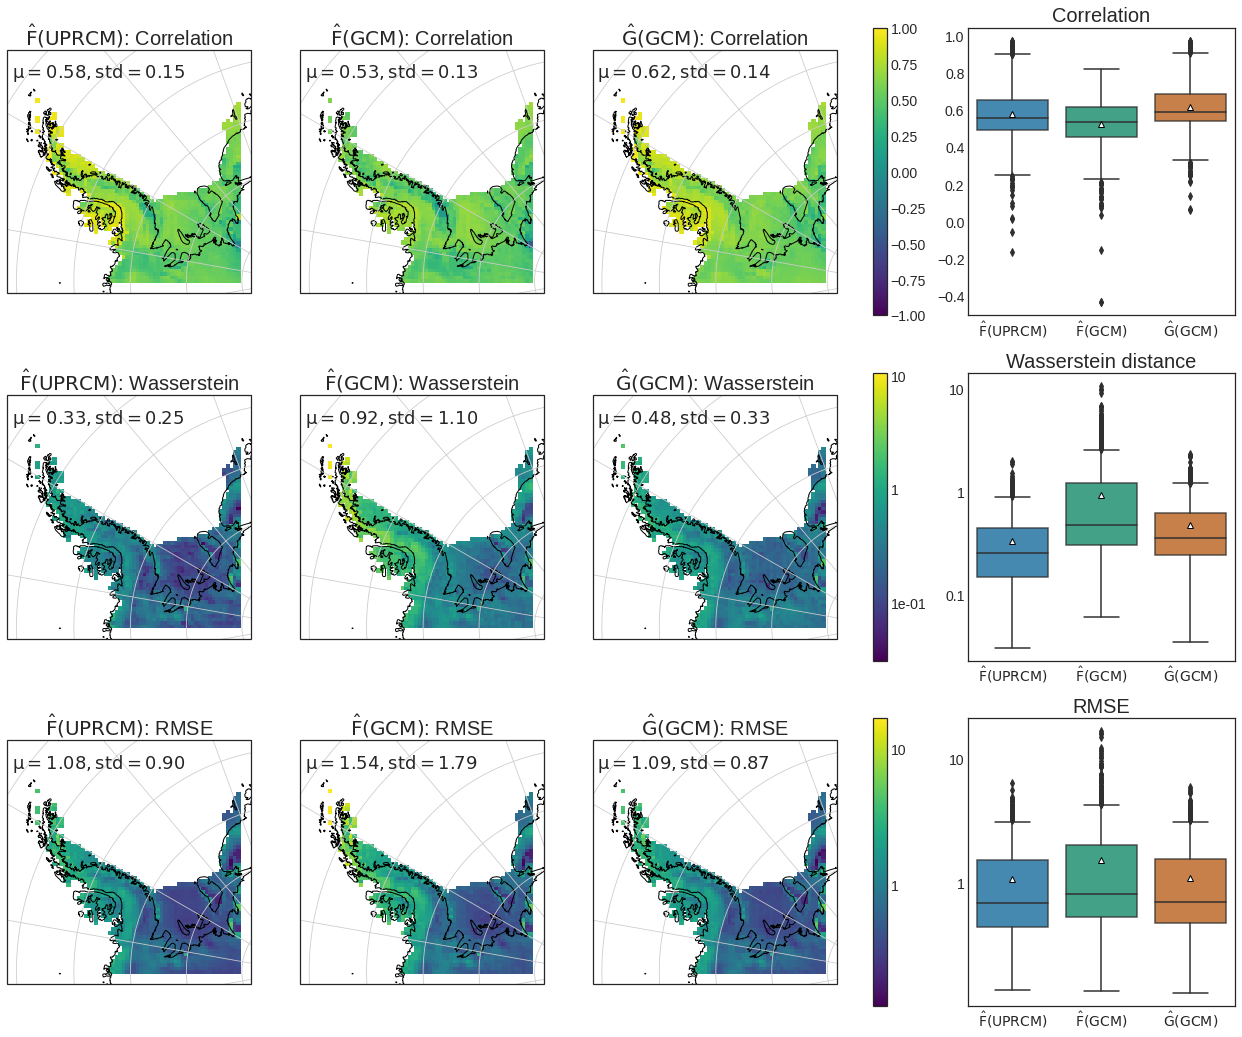 F̂(UPRCM): Correlation
μ = 0.58, std = 0.15
F̂(GCM): Correlation
μ = 0.53, std = 0.13
Ĝ(GCM): Correlation
μ = 0.62, std = 0.14
1.00
0.75
0.50
0.25
0.00
−0.25
−0.50
−0.75
−1.00
Correlation
1.0
0.8
0.6
0.4
0.2
0.0
−0.2
−0.4
F̂(UPRCM)
F̂(GCM)
Ĝ(GCM)
F̂(UPRCM): Wasserstein
μ = 0.33, std = 0.25
F̂(GCM): Wasserstein
μ = 0.92, std = 1.10
Ĝ(GCM): Wasserstein
μ = 0.48, std = 0.33
10
1
1e-01
Wasserstein distance
10
1
0.1
F̂(UPRCM)
F̂(GCM)
Ĝ(GCM)
F̂(UPRCM): RMSE
μ = 1.08, std = 0.90
F̂(GCM): RMSE
μ = 1.54, std = 1.79
Ĝ(GCM): RMSE
μ = 1.09, std = 0.87
10
1
RMSE
10
1
F̂(UPRCM)
F̂(GCM)
Ĝ(GCM)